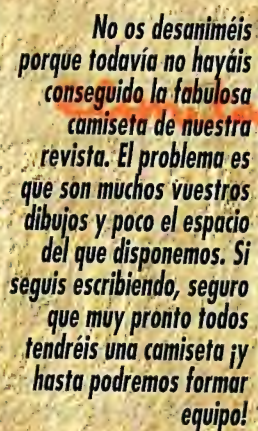 No os desaniméis
porque todavía no hayáis
conseguido la fabulosa
camiseta de nuestra
revista. El problema es
que son muchos vuestros
dibujos y poco el espacio
del que disponemos. Si
seguis escribiendo, seguro
que muy pronto todos
tendréis una camiseta ¡y
hasta podremos formar
equipo!